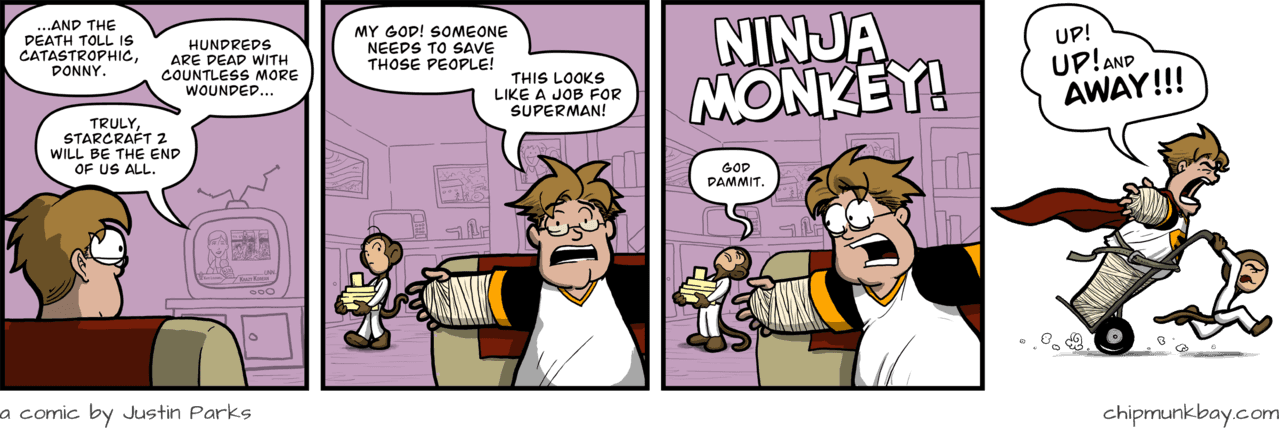 ...AND THE
DEATH TOLL IS
CATASTROPHIC,
DONNY.
HUNDREDS
ARE DEAD WITH
COUNTLESS MORE
WOUNDED...
TRULY,
STARCRAFT 2
WILL BE THE END
OF US ALL.
MY GOD! SOMEONE
NEEDS TO SAVE
THOSE PEOPLE!
THIS LOOKS
LIKE A JOB FOR
SUPERMAN!
NINJA
MONKEY!
GOD
DAMMIT.
UP!
UP! AND
AWAY!!!
a comic by Justin Parks
chipmunkbay.com